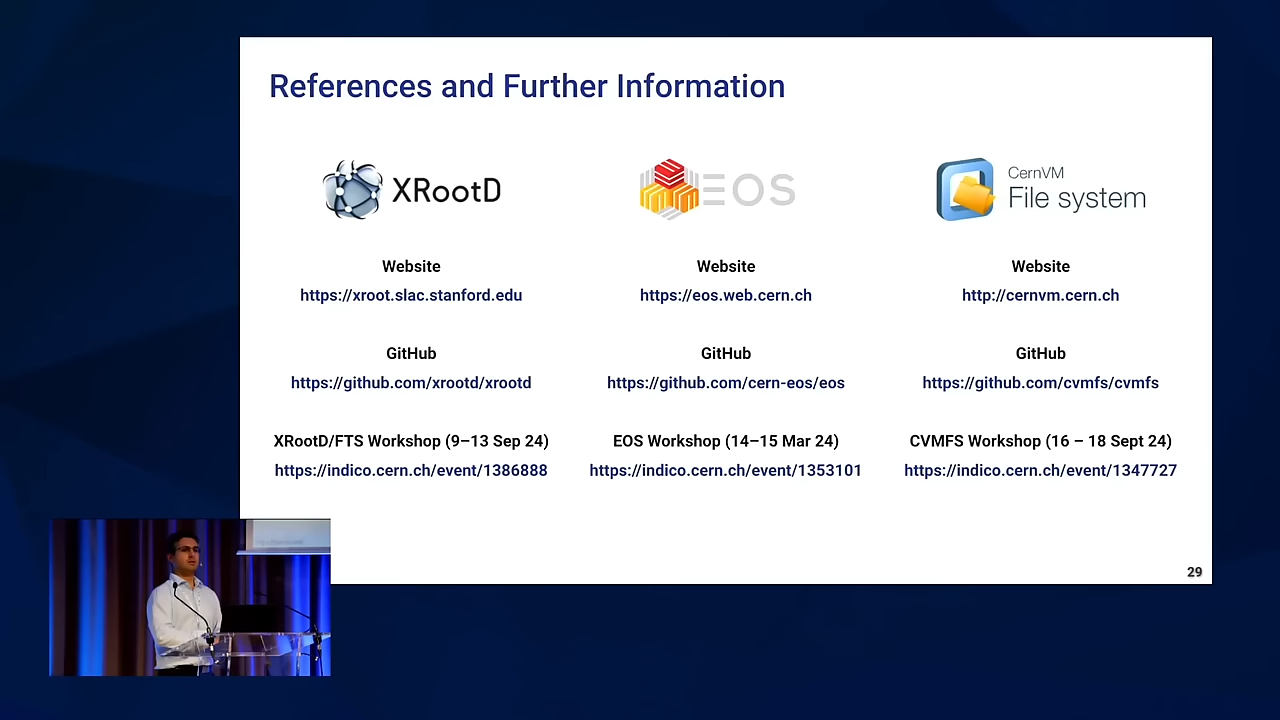 References and Further Information
XRootD
EOS
CernVM
File system
Website
https://xroot.slac.stanford.edu
GitHub
https://github.com/xrootd/xrootd
XRootD/FTS Workshop (9–13 Sep 24)
https://indico.cern.ch/event/1386888
Website
https://eos.web.cern.ch
GitHub
https://github.com/cern-eos/eos
EOS Workshop (14–15 Mar 24)
https://indico.cern.ch/event/1353101
Website
http://cernvm.cern.ch
GitHub
https://github.com/cvmfs/cvmfs
CVMFS Workshop (16 – 18 Sept 24)
https://indico.cern.ch/event/1347727
29